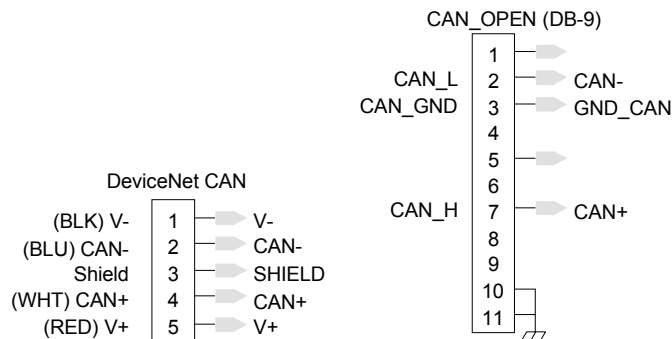 CAN_OPEN (DB-9)
1
CAN_L 2 CAN-
CAN_GND 3 GND_CAN
4
5
6
CAN_H 7 CAN+
8
9
10
11
DeviceNet CAN
(BLK) V- 1 V-
(BLU) CAN- 2 CAN-
Shield 3 SHIELD
(WHT) CAN+ 4 CAN+
(RED) V+ 5 V+